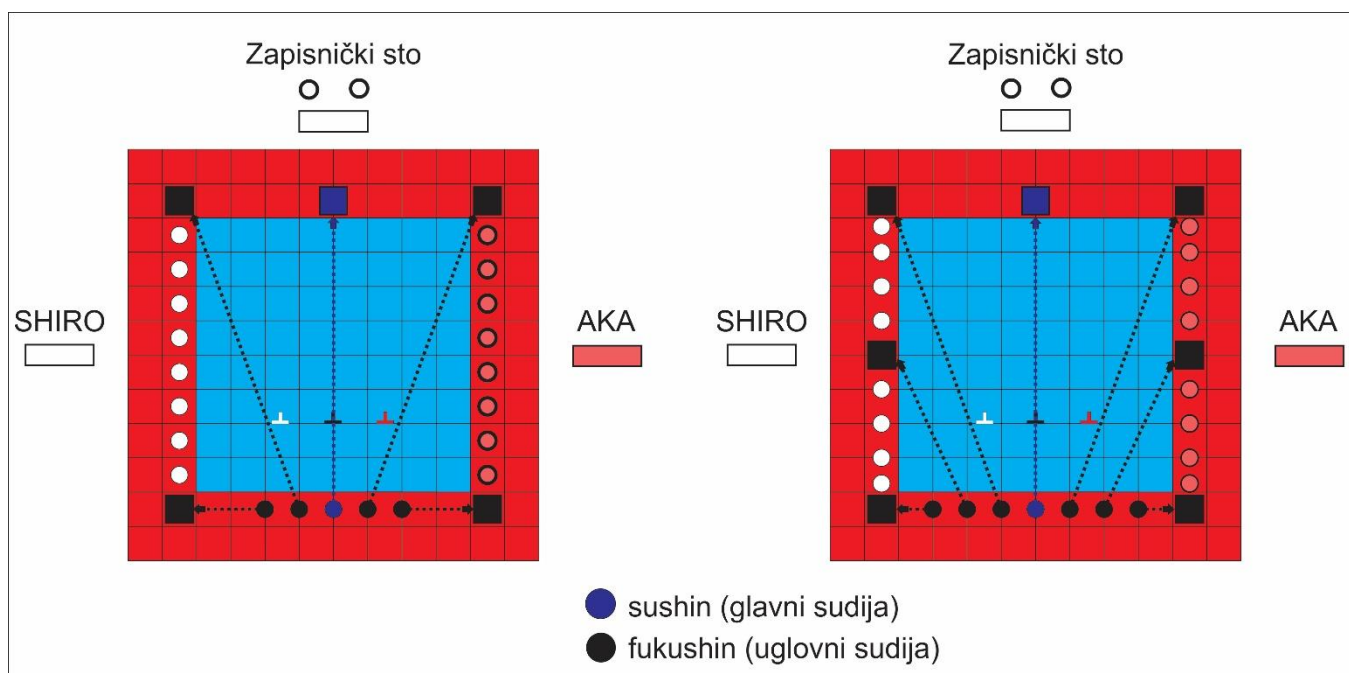 Zapisnički sto
Zapisnički sto
SHIRO
AKA
SHIRO
AKA
sushin (glavni sudija)
fukushin (uglovni sudija)